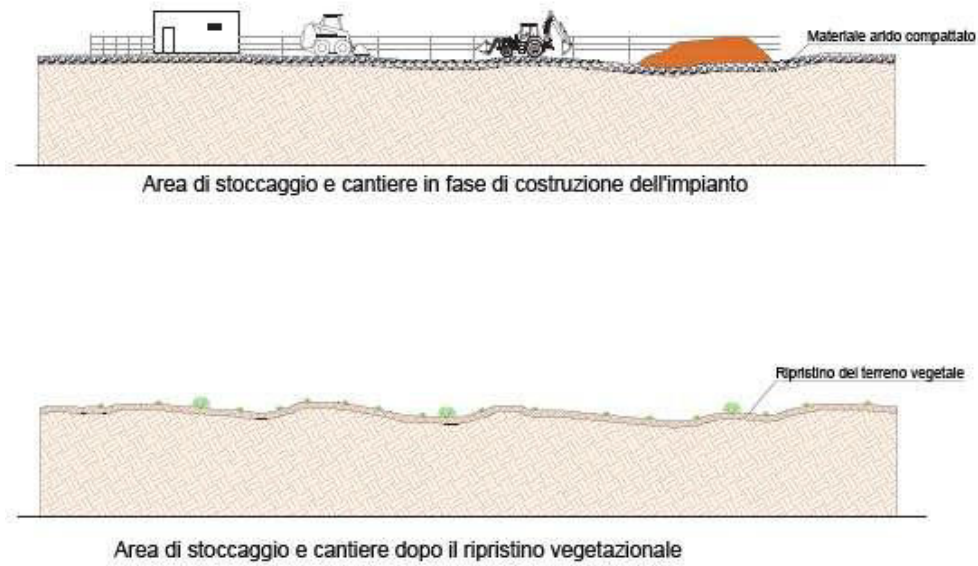 Materiale arido compattato
Area di stoccaggio e cantiere in fase di costruzione dell'impianto
Ripristino del terreno vegetale
Area di stoccaggio e cantiere dopo il ripristino vegetazionale